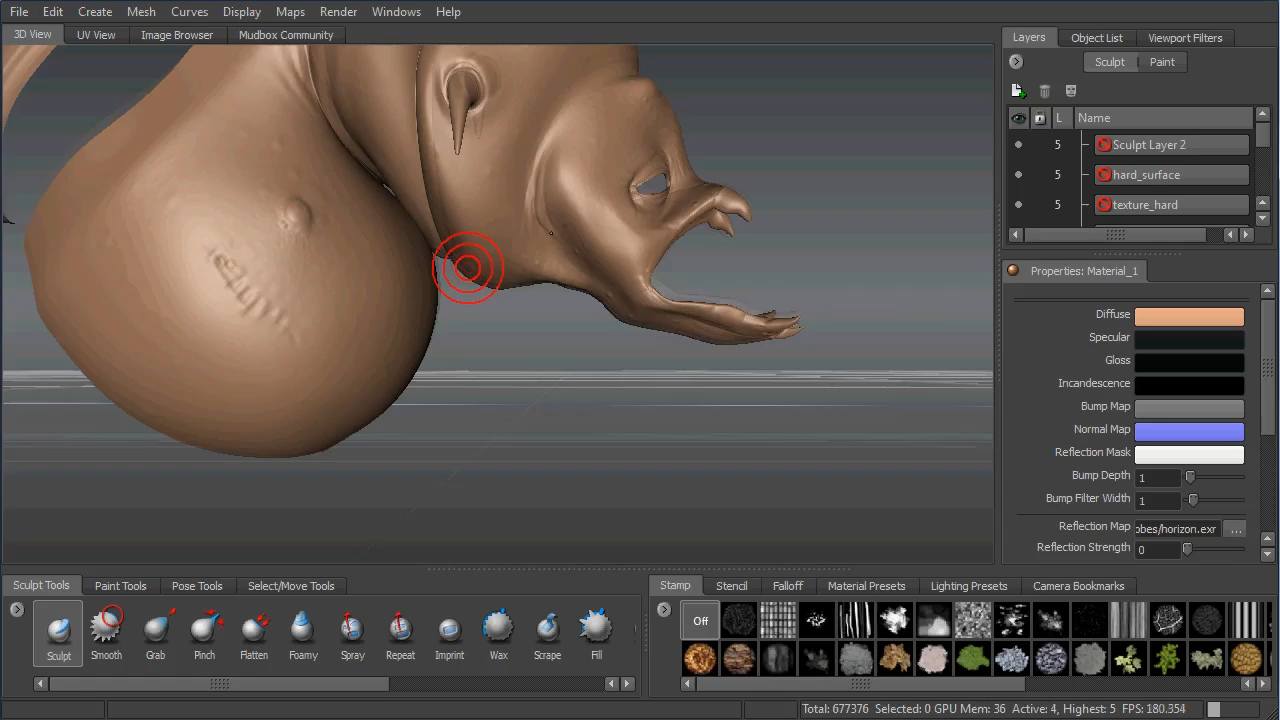 File Edit Create Mesh Curves Display Maps Render Windows Help
3D View UV View Image Browser Mudbox Community
Layers Object List Viewport Filters
Sculpt Paint
L Name
5 Sculpt Layer 2
5 hard_surface
5 texture_hard
Properties: Material_1
Diffuse
Specular
Gloss
Incandescence
Bump Map
Normal Map
Reflection Mask
Bump Depth 1
Bump Filter Width 1
Reflection Map obes/horizon.exr ...
Reflection Strength 0
Sculpt Tools Paint Tools Pose Tools Select/Move Tools
Sculpt Smooth Grab Pinch Flatten Foamy Spray Repeat Imprint Wax Scrape Fill
Stamp Stencil Falloff Material Presets Lighting Presets Camera Bookmarks
Off
Total: 677376 Selected: 0 GPU Mem: 36 Active: 4, Highest: 5 FPS: 180.354